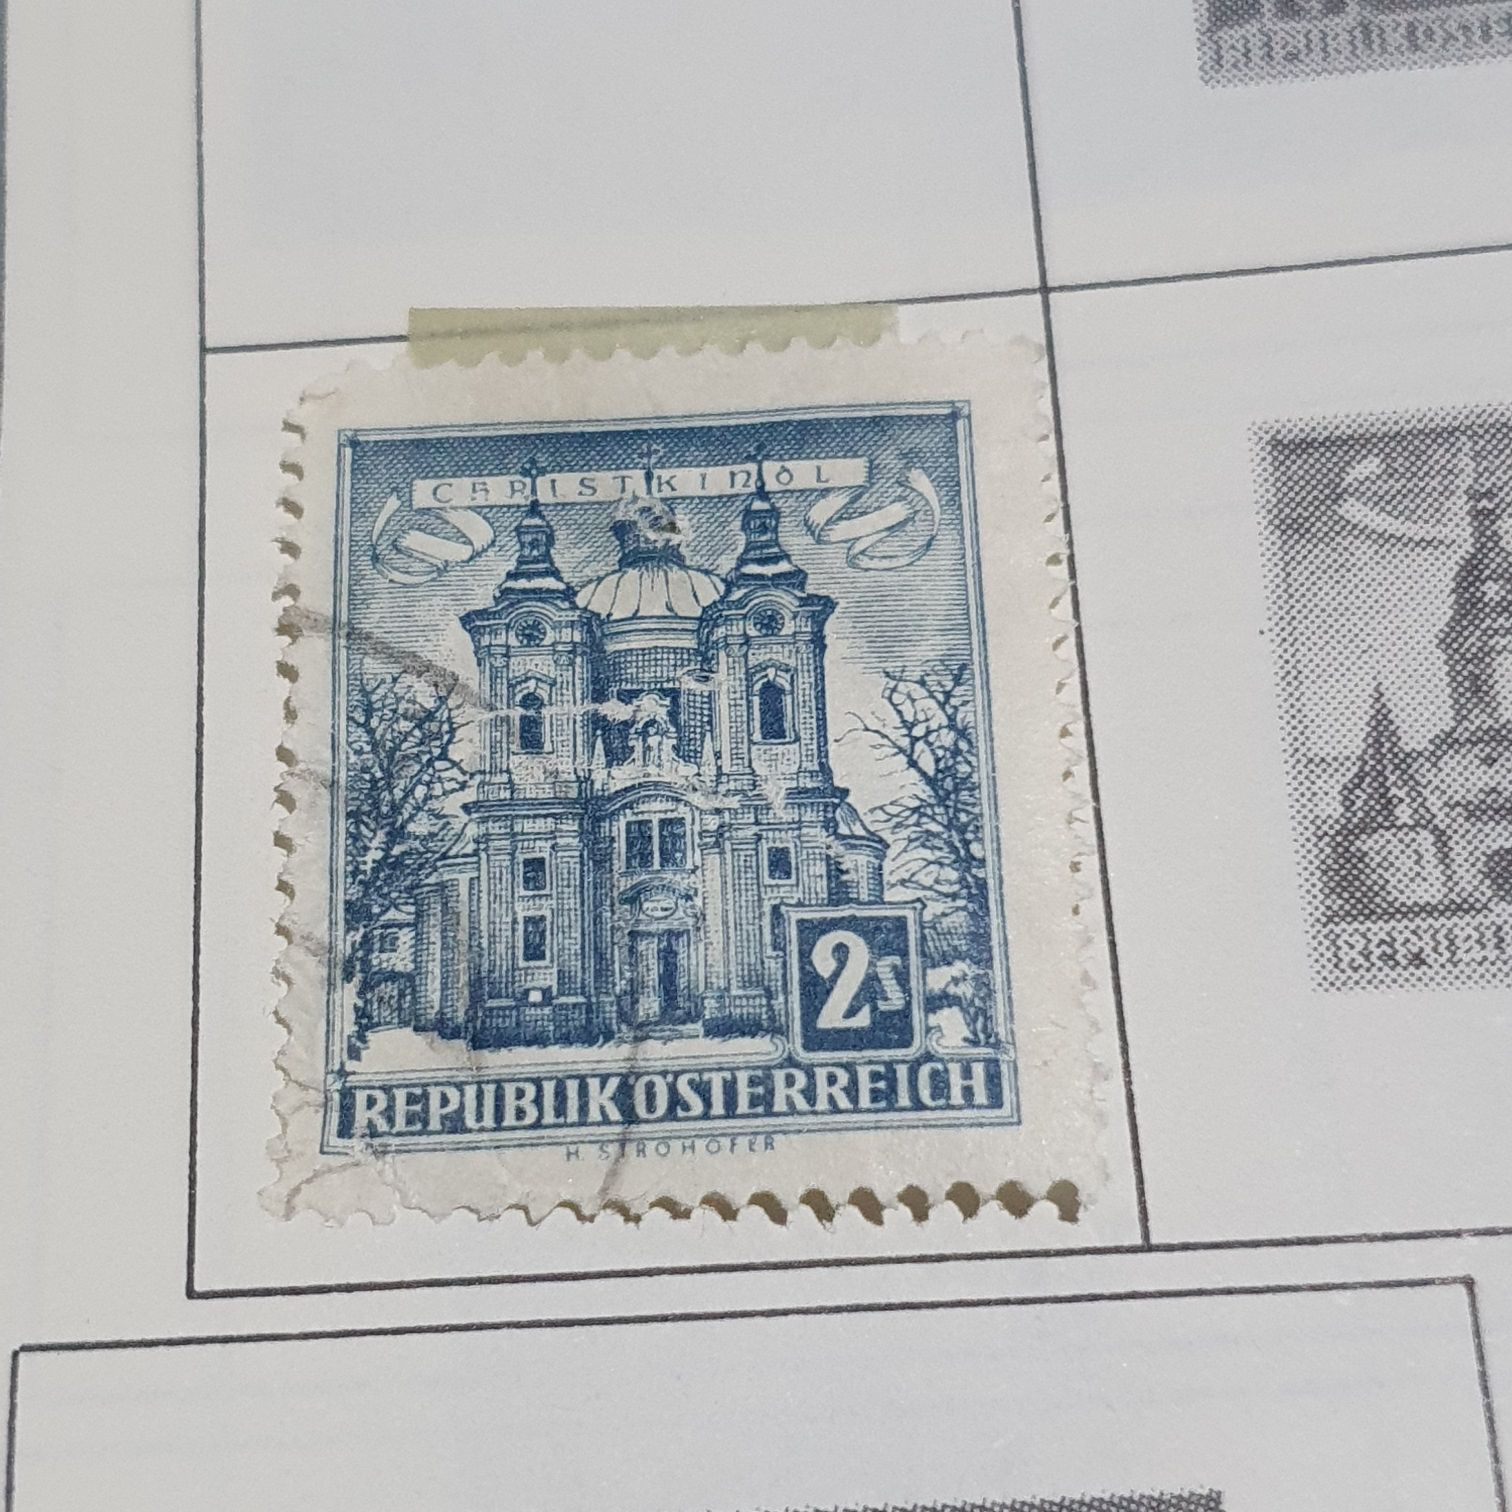 CHRISTKINDL
2s
REPUBLIK ÖSTERREICH
H. STROHOFER